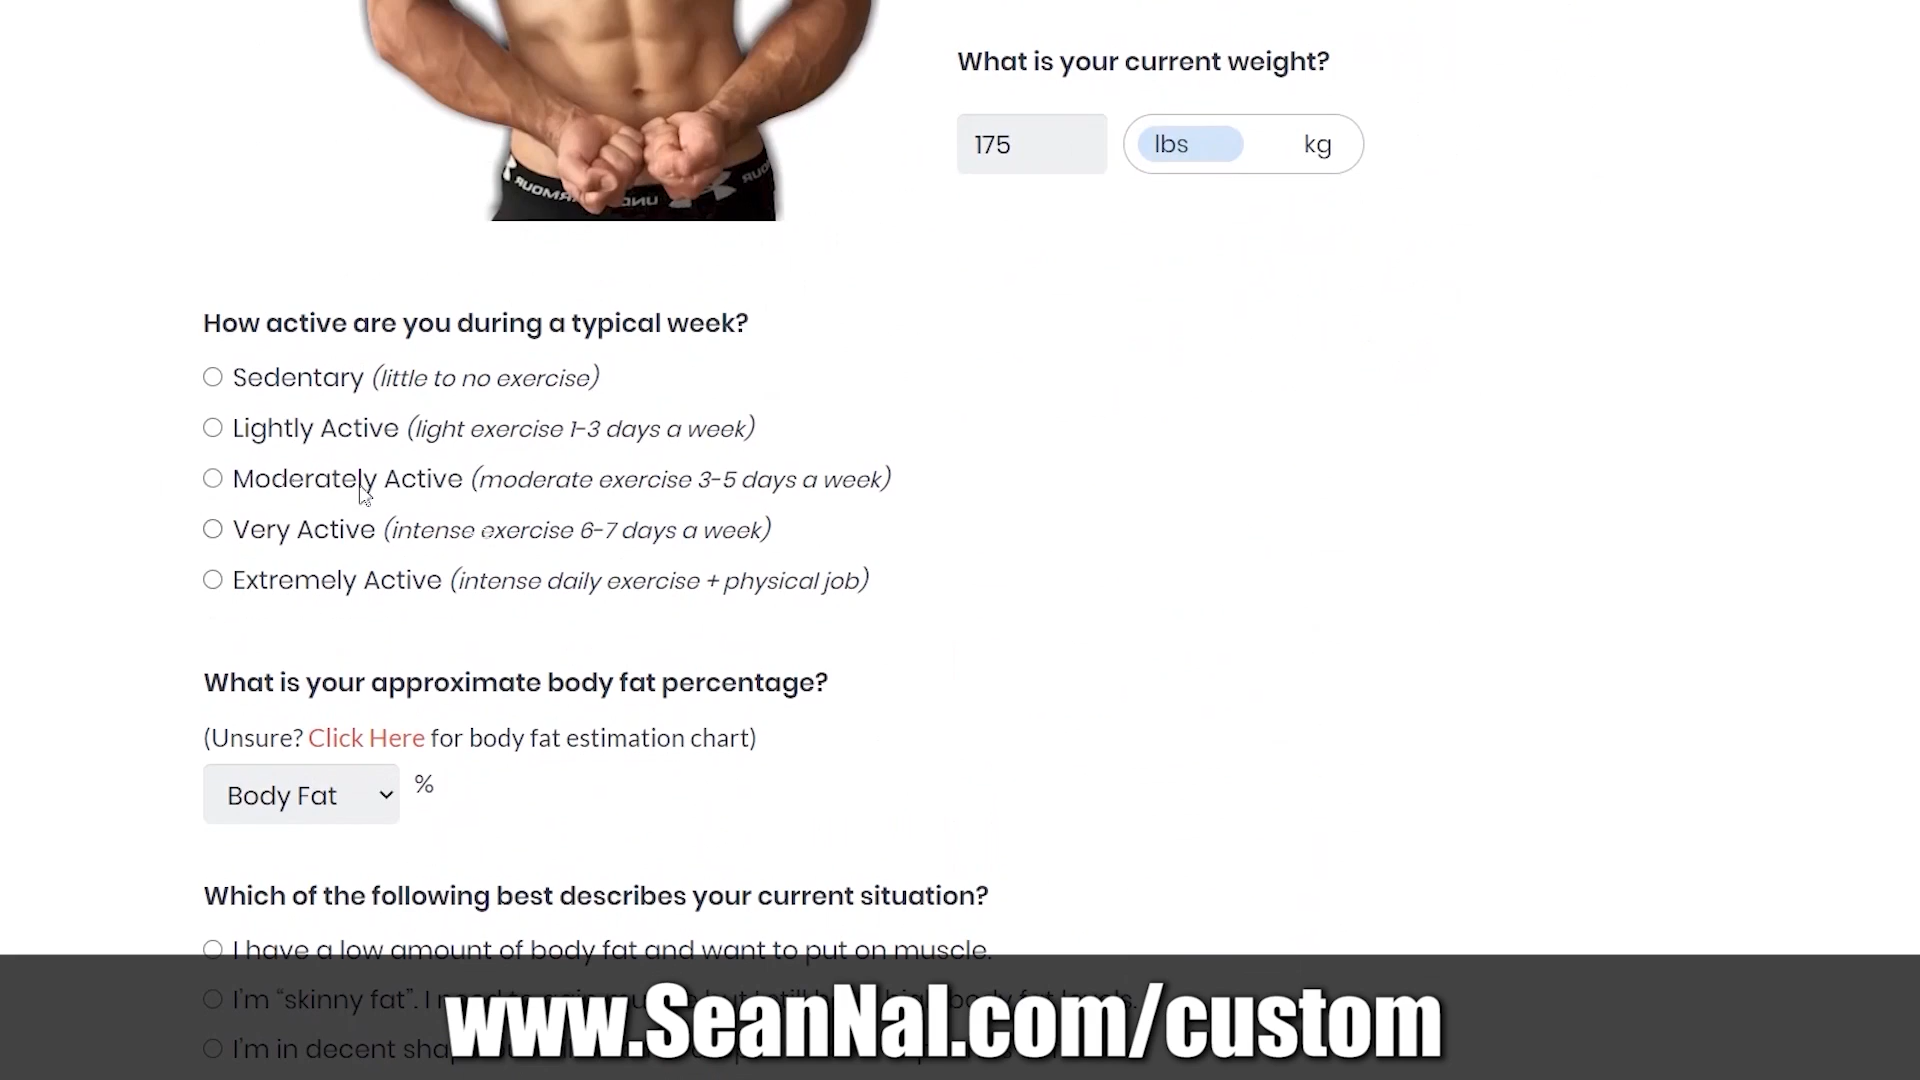 What is your current weight?
175 lbs kg
How active are you during a typical week?
Sedentary (little to no exercise)
Lightly Active (light exercise 1-3 days a week)
Moderately Active (moderate exercise 3-5 days a week)
Very Active (intense exercise 6-7 days a week)
Extremely Active (intense daily exercise + physical job)
What is your approximate body fat percentage?
(Unsure? Click Here for body fat estimation chart)
Body Fat %
Which of the following best describes your current situation?
I have a low amount of body fat and want to put on muscle.
I'm “skinny fat”. I
I'm in decent
www.SeanNal.com/custom